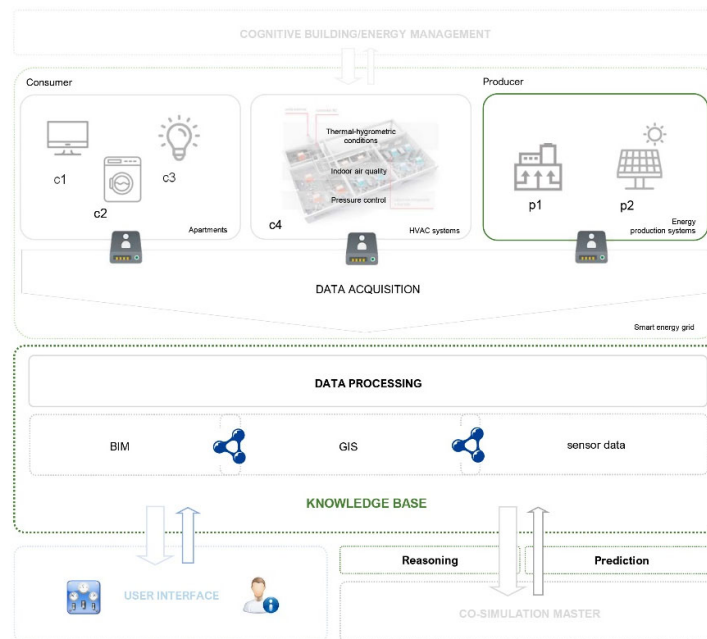 COGNITIVE BUILDING/ENERGY MANAGEMENT
Consumer
Producer
c1
c2
c3
Apartments
Thermal-hygrometric
conditions
Indoor air quality
Pressure control
c4
HVAC systems
p1
p2
Energy
production systems
DATA ACQUISITION
Smart energy grid
DATA PROCESSING
BIM
GIS
sensor data
KNOWLEDGE BASE
USER INTERFACE
Reasoning
Prediction
CO-SIMULATION MASTER